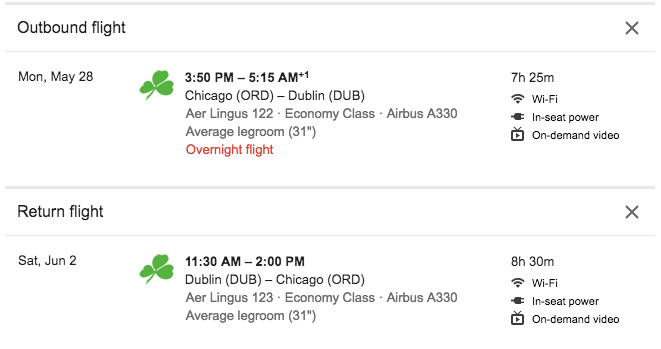 Outbound flight
Mon, May 28
3:50 PM – 5:15 AM+1
7h 25m
Chicago (ORD) – Dublin (DUB)
Wi-Fi
Aer Lingus 122 · Economy Class · Airbus A330
In-seat power
Average legroom (31")
On-demand video
Overnight flight
Return flight
Sat, Jun 2
11:30 AM – 2:00 PM
8h 30m
Dublin (DUB) – Chicago (ORD)
Wi-Fi
Aer Lingus 123 · Economy Class · Airbus A330
In-seat power
Average legroom (31")
On-demand video